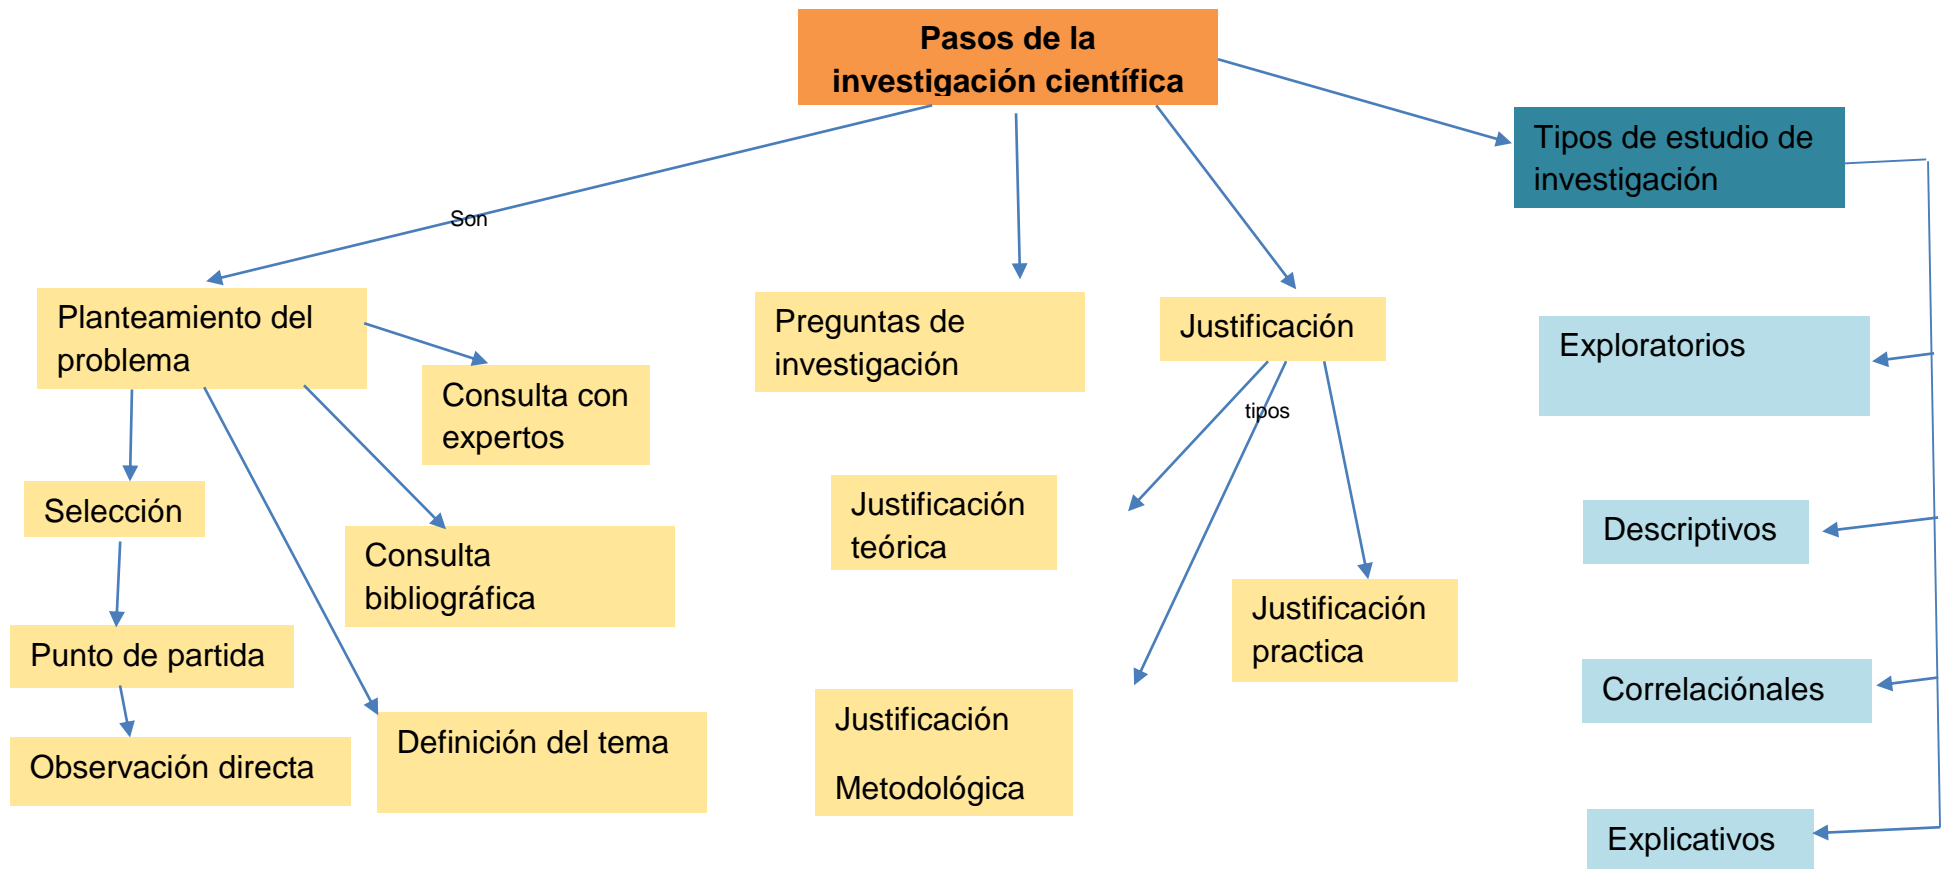 Pasos de la
investigación científica
Tipos de estudio de
investigación
Son
Planteamiento del
problema
Consulta con
expertos
Selección
Consulta
bibliográfica
Punto de partida
Definición del tema
Observación directa
Preguntas de
investigación
Justificación
tipos
Justificación
teórica
Justificación
practica
Justificación
Metodológica
Exploratorios
Descriptivos
Correlaciónales
Explicativos